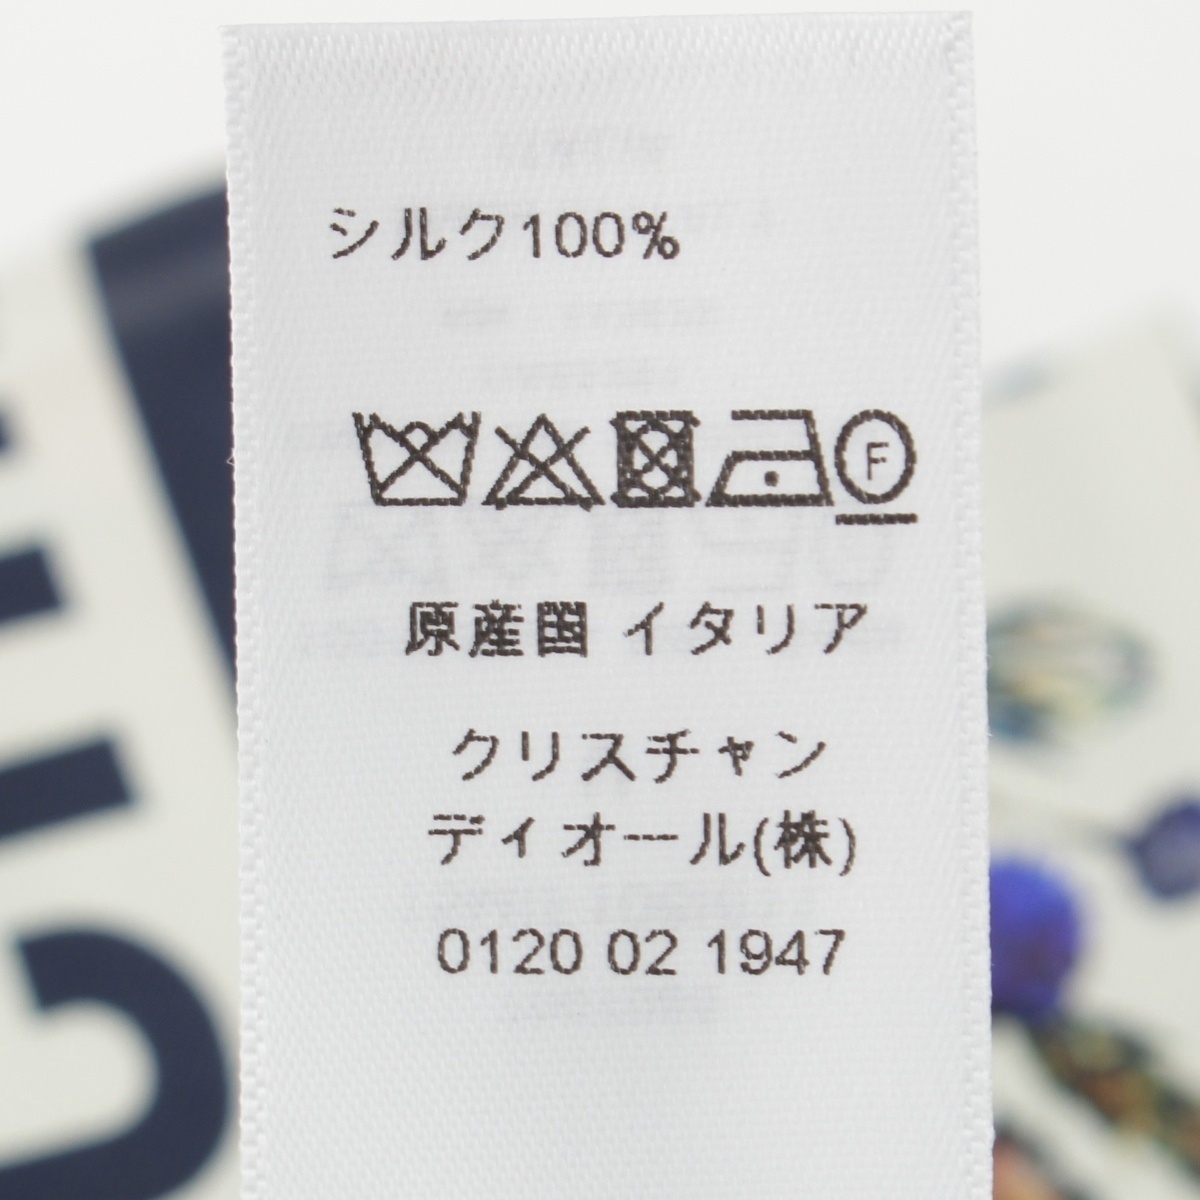 シルク100%
F
原産国 イタリア
クリスチャン
ディオール(株)
0120 02 1947